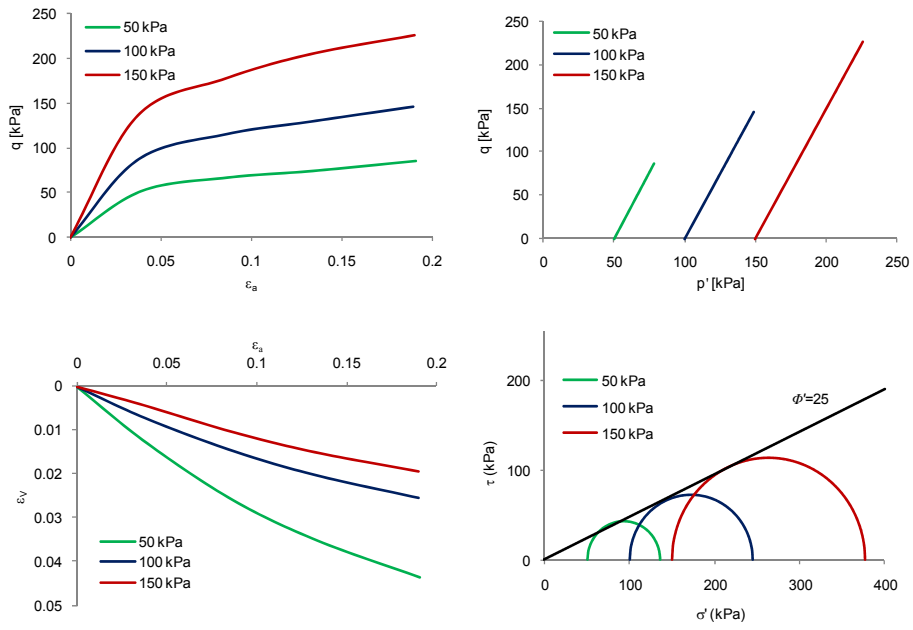 50 kPa
100 kPa
150 kPa
q [kPa]
250
200
150
100
50
0
0 0.05 0.1 0.15 0.2
εa
50 kPa
100 kPa
150 kPa
q [kPa]
250
200
150
100
50
0
0 50 100 150 200 250
p' [kPa]
εa
0 0.05 0.1 0.15 0.2
0
0.01
0.02
0.03
0.04
0.05
εV
50 kPa
100 kPa
150 kPa
50 kPa
100 kPa
150 kPa
Φ'=25
τ (kPa)
200
100
0
0 100 200 300 400
σ' (kPa)